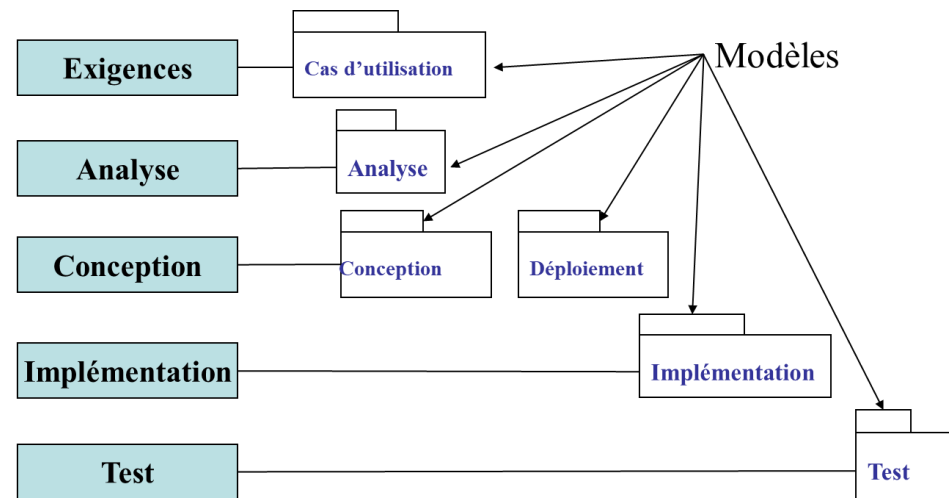 Exigences
Cas d’utilisation
Modèles
Analyse
Analyse
Conception
Conception
Déploiement
Implémentation
Implémentation
Test
Test